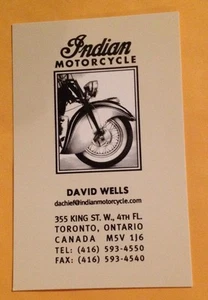 Indian
MOTORCYCLE
DAVID WELLS
dachief@indianmotorcycle.com
355 KING ST. W., 4TH FL.
TORONTO, ONTARIO
CANADA M5V 1J6
TEL: (416) 593-4550
FAX: (416) 593-4540